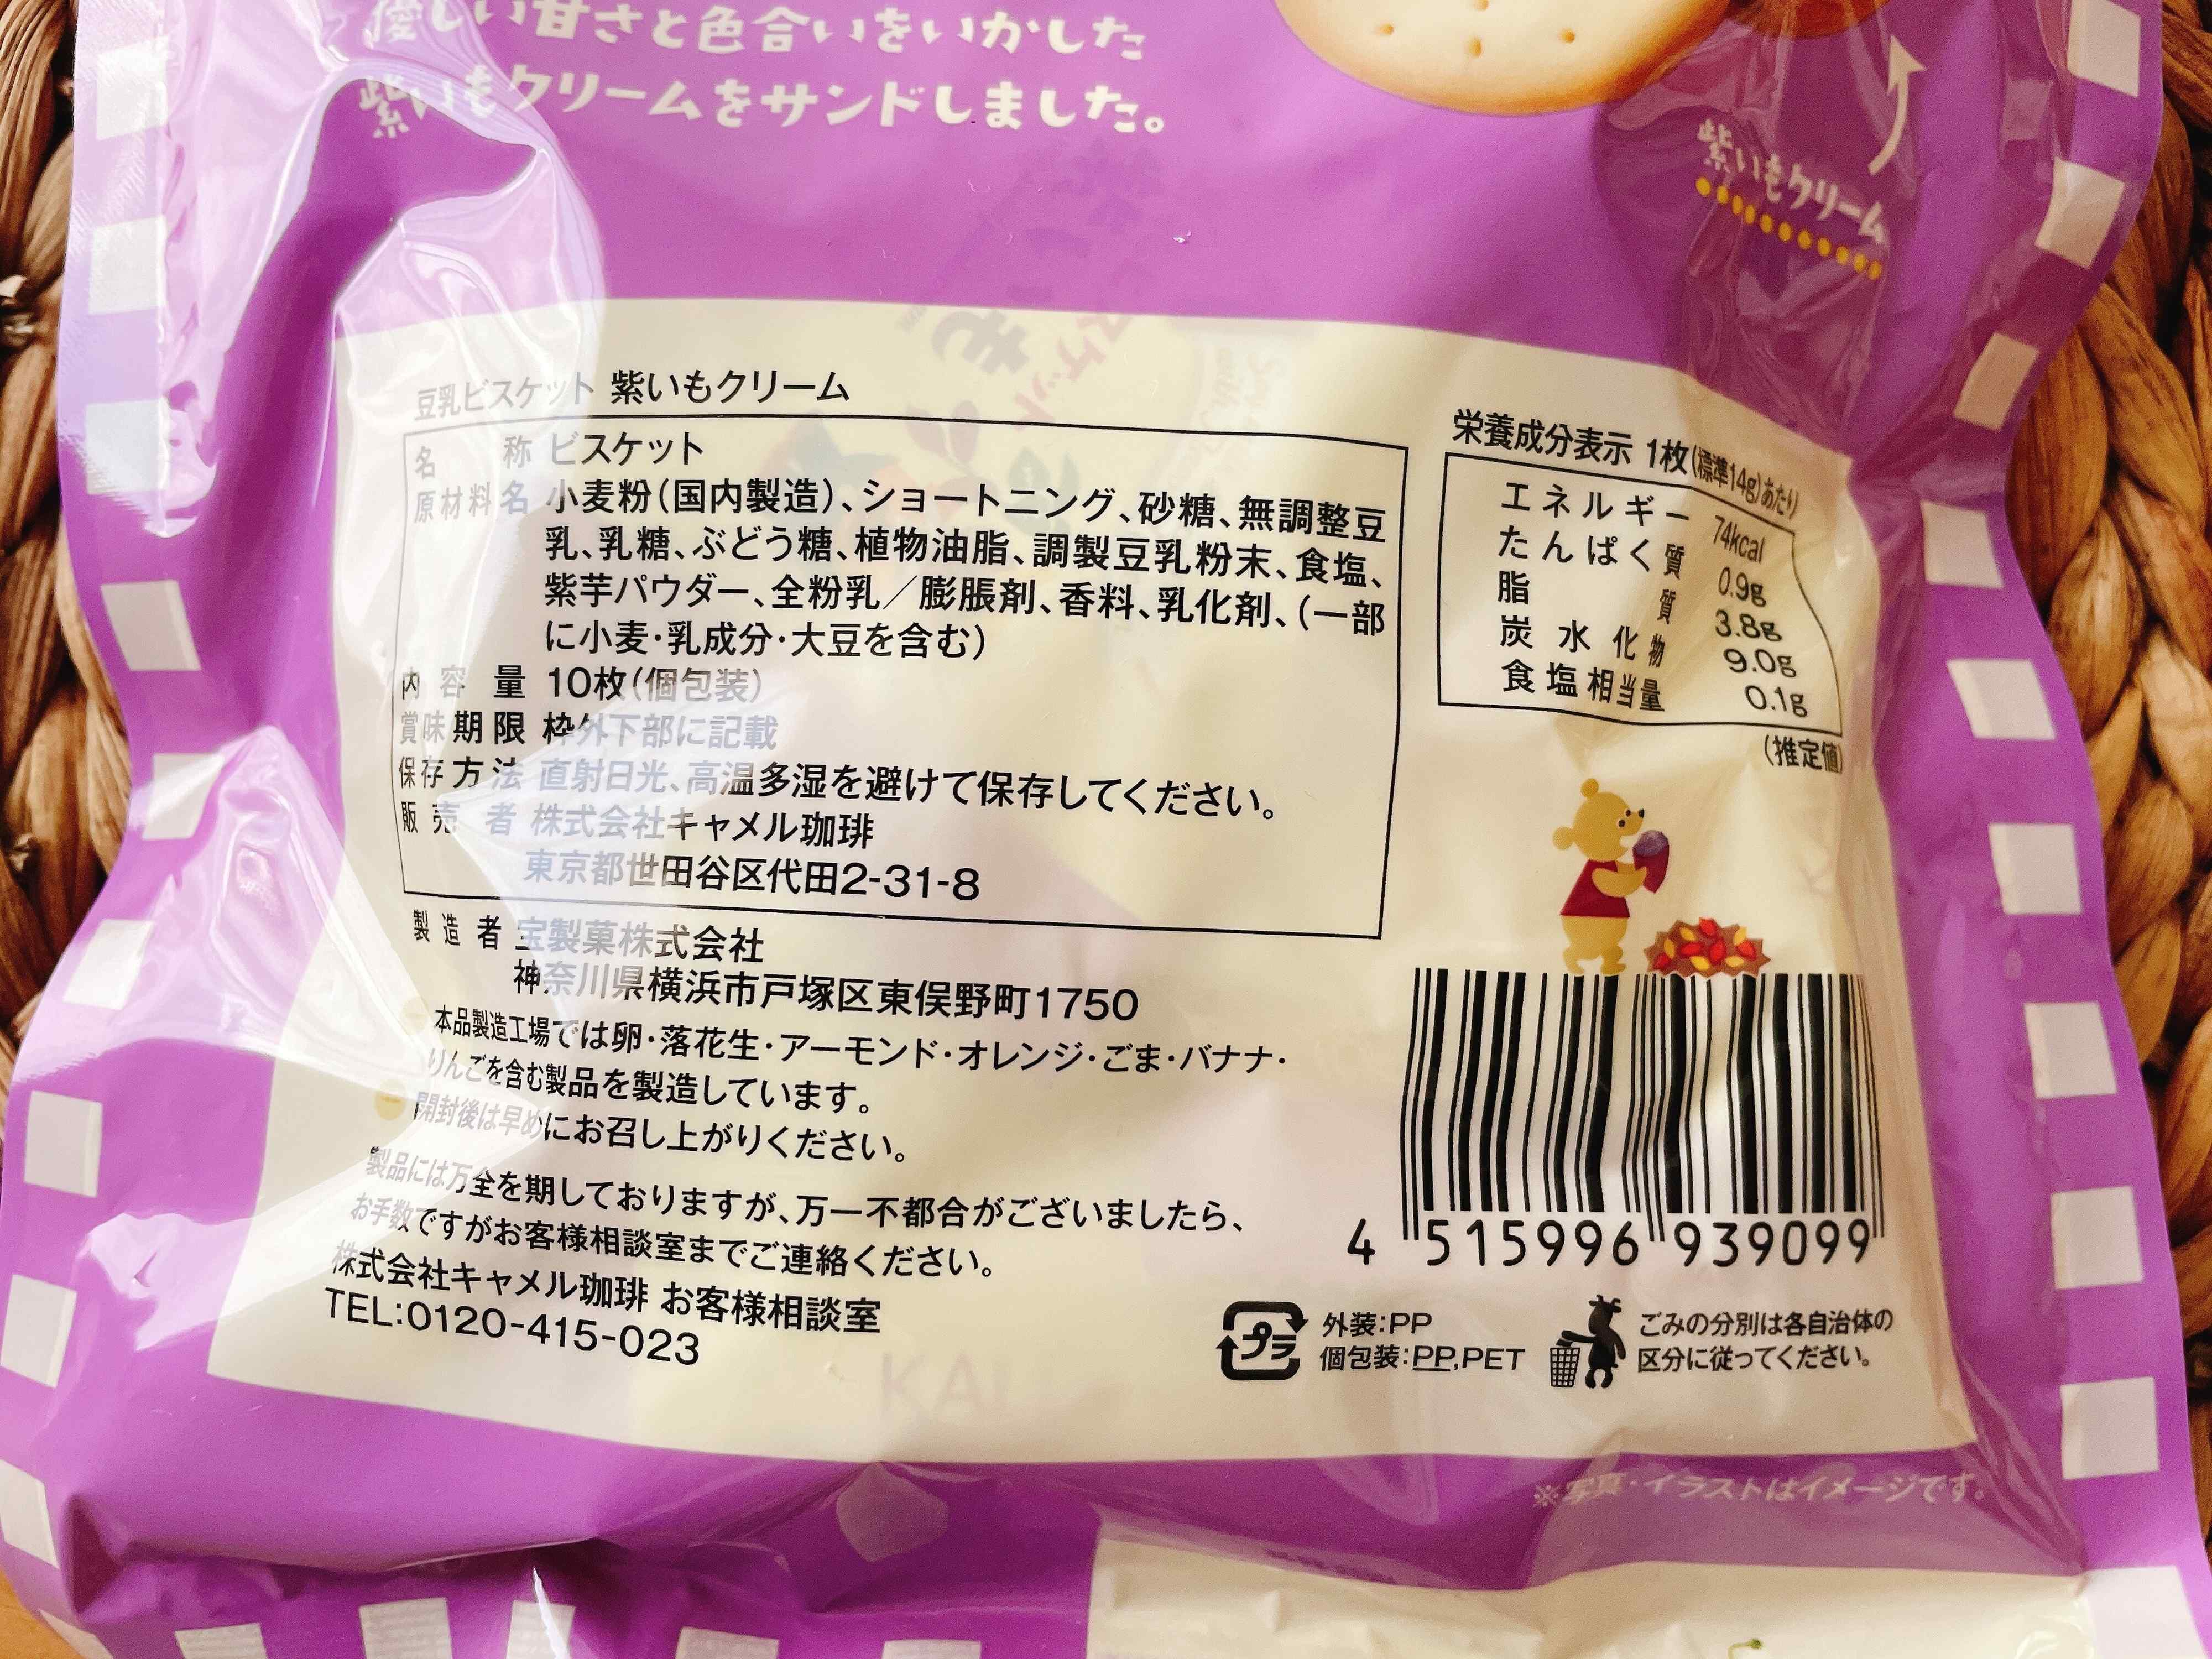 優しい甘さと色合いをいかした
紫いもクリームをサンドしました。
紫いもクリーム
豆乳ビスケット 紫いもクリーム
名称 ビスケット
原材料名 小麦粉(国内製造)、ショートニング、砂糖、無調整豆
乳、乳糖、ぶどう糖、植物油脂、調製豆乳粉末、食塩、
紫芋パウダー、全粉乳/膨脹剤、香料、乳化剤、(一部
に小麦・乳成分・大豆を含む)
内容量 10枚(個包装)
賞味期限 枠外下部に記載
保存方法 直射日光、高温多湿を避けて保存してください。
販売者 株式会社キャメル珈琲
東京都世田谷区代田2-31-8
製造者 宝製菓株式会社
神奈川県横浜市戸塚区東俣野町1750
本品製造工場では卵・落花生・アーモンド・オレンジ・ごま・バナナ・
りんごを含む製品を製造しています。
開封後は早めにお召し上がりください。
製品には万全を期しておりますが、万一不都合がございましたら、
お手数ですがお客様相談室までご連絡ください。
株式会社キャメル珈琲 お客様相談室
TEL:0120-415-023
栄養成分表示 1枚(標準14g)あたり
エネルギー 74kcal
たんぱく質 0.9g
脂質 3.8g
炭水化物 9.0g
食塩相当量 0.1g
(推定値)
4 515996 939099
プラ
外装:PP
個包装:PP,PET
ごみの分別は各自治体の
区分に従ってください。
※写真・イラストはイメージです。